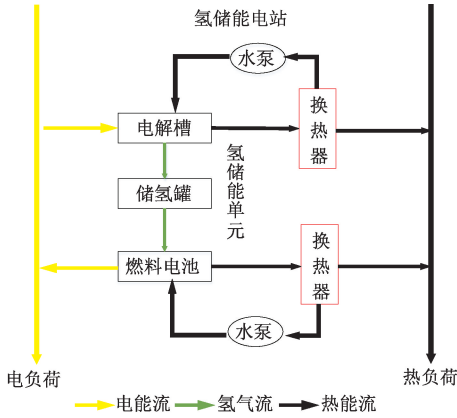 氢储能电站
水泵
电解槽
换热器
氢储能单元
储氢罐
燃料电池
换热器
水泵
电负荷
热负荷
电能流
氢气流
热能流